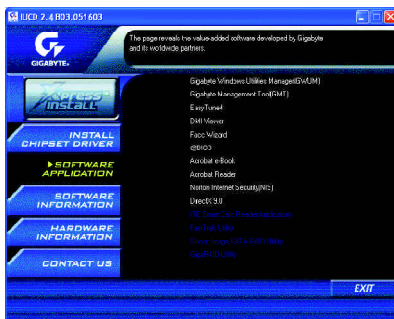 IUCD 2.4 B03.051603
The page reveals the value-added software developed by Gigabyte
and its worldwide partners.
GIGABYTE
Xpress
INSTALL
INSTALL
CHIPSET DRIVER
SOFTWARE
APPLICATION
SOFTWARE
INFORMATION
HARDWARE
INFORMATION
CONTACT US
Gigabyte Windows Utilities Manager(GWUM)
Gigabyte Management Tool(GMT)
EasyTune4
DMI Viewer
Face Wizard
@BIOS
Acrobat e-Book
Acrobat Reader
Norton Internet Security(NIS)
DirectX 9.0
EXIT